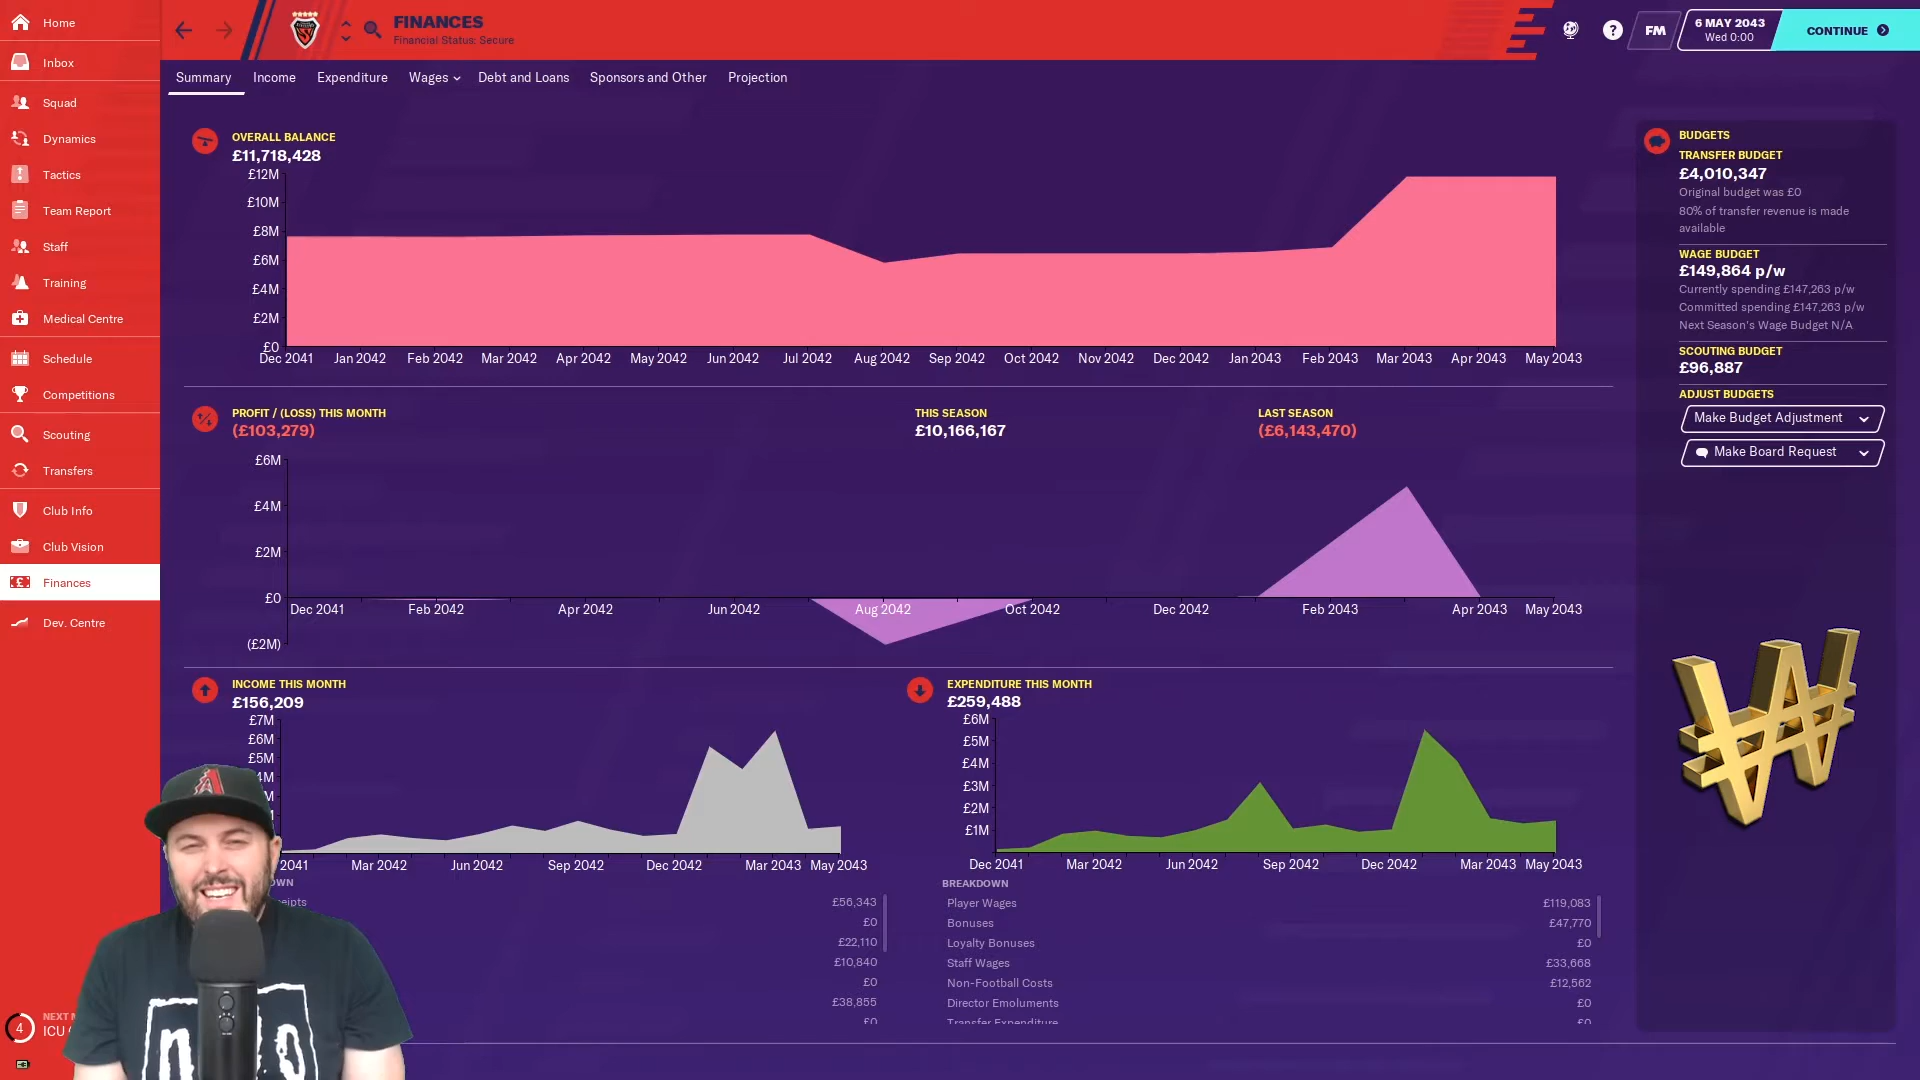 Home
Inbox
Squad
Dynamics
Tactics
Team Report
Staff
Training
Medical Centre
Schedule
Competitions
Scouting
Transfers
Club Info
Club Vision
Finances
Dev. Centre
4
ICU
FINANCES
Financial Status: Secure
?
FM
6 MAY 2043
Wed 0:00
CONTINUE
Summary
Income
Expenditure
Wages
Debt and Loans
Sponsors and Other
Projection
OVERALL BALANCE
£11,718,428
£12M
£10M
£8M
£6M
£4M
£2M
£0
Dec 2041 Jan 2042 Feb 2042 Mar 2042 Apr 2042 May 2042 Jun 2042 Jul 2042 Aug 2042 Sep 2042 Oct 2042 Nov 2042 Dec 2042 Jan 2043 Feb 2043 Mar 2043 Apr 2043 May 2043
PROFIT / (LOSS) THIS MONTH
(£103,279)
THIS SEASON
£10,166,167
LAST SEASON
(£6,143,470)
£6M
£4M
£2M
£0
(£2M)
Dec 2041 Feb 2042 Apr 2042 Jun 2042 Aug 2042 Oct 2042 Dec 2042 Feb 2043 Apr 2043 May 2043
INCOME THIS MONTH
£156,209
£7M
£6M
£5M
4M
M
2041 Mar 2042 Jun 2042 Sep 2042 Dec 2042 Mar 2043 May 2043
OWN
eipts
£56,343
£0
£22,110
£10,840
£0
£38,855
£0
EXPENDITURE THIS MONTH
£259,488
£6M
£5M
£4M
£3M
£2M
£1M
Dec 2041 Mar 2042 Jun 2042 Sep 2042 Dec 2042 Mar 2043 May 2043
BREAKDOWN
Player Wages £119,083
Bonuses £47,770
Loyalty Bonuses £0
Staff Wages £33,668
Non-Football Costs £12,562
Director Emoluments £0
Transfer Expenditure £0
BUDGETS
TRANSFER BUDGET
£4,010,347
Original budget was £0
80% of transfer revenue is made
available
WAGE BUDGET
£149,864 p/w
Currently spending £147,263 p/w
Committed spending £147,263 p/w
Next Season's Wage Budget N/A
SCOUTING BUDGET
£96,887
ADJUST BUDGETS
Make Budget Adjustment
Make Board Request
A